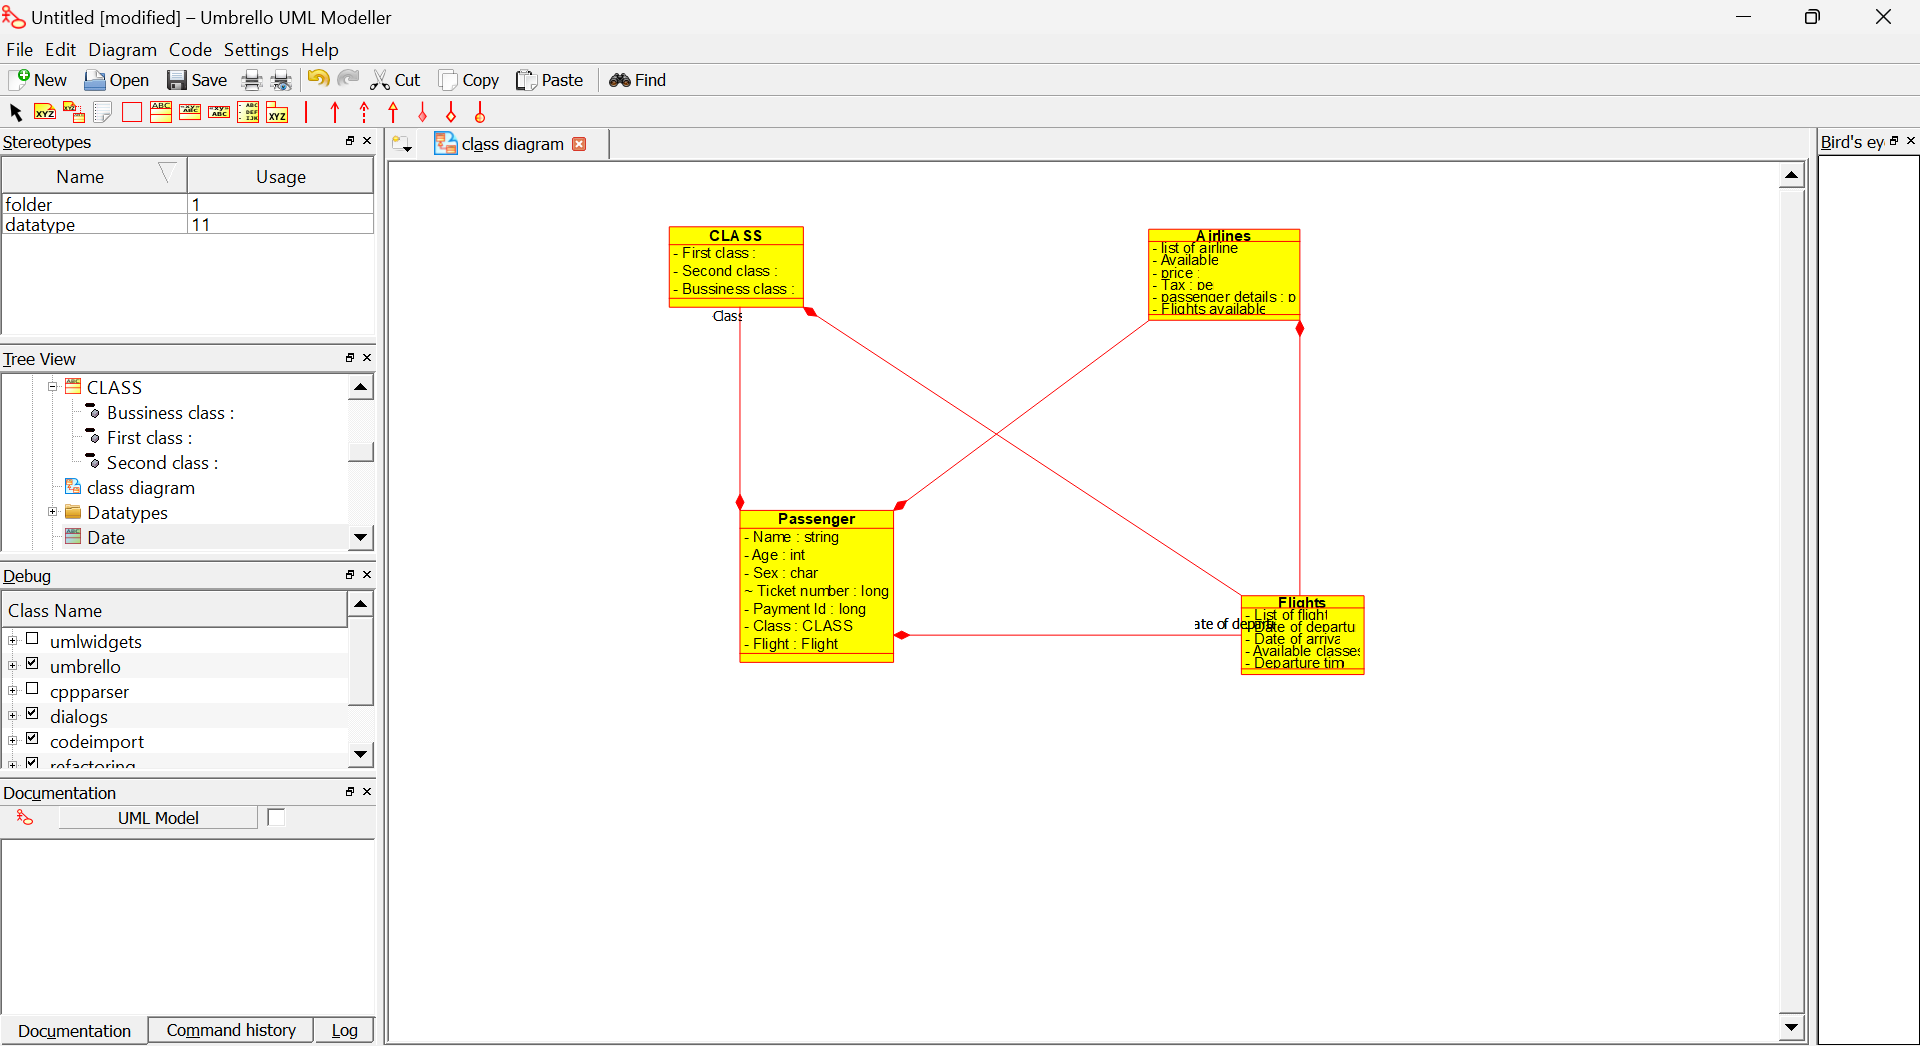 Untitled [modified] – Umbrello UML Modeller
File Edit Diagram Code Settings Help
New Open Save Cut Copy Paste Find
Stereotypes
Name Usage
folder 1
datatype 11
Tree View
CLASS
Bussiness class :
First class :
Second class :
class diagram
Datatypes
Date
Debug
Class Name
umlwidgets
umbrello
cppparser
dialogs
codeimport
refactoring
Documentation
UML Model
Documentation Command history Log
class diagram
CLASS
- First class :
- Second class :
- Bussiness class :
-Class
Airlines
- list of airline
- Available
- price :
- Tax : pe
- passenger details : p
- Flights available
Passenger
- Name : string
- Age : int
- Sex : char
~ Ticket number : long
- Payment Id : long
- Class : CLASS
- Flight : Flight
Flights
- List of flight
- Date of departu
- Date of arriva
- Available classes
- Departure tim
ate of
Bird's ey